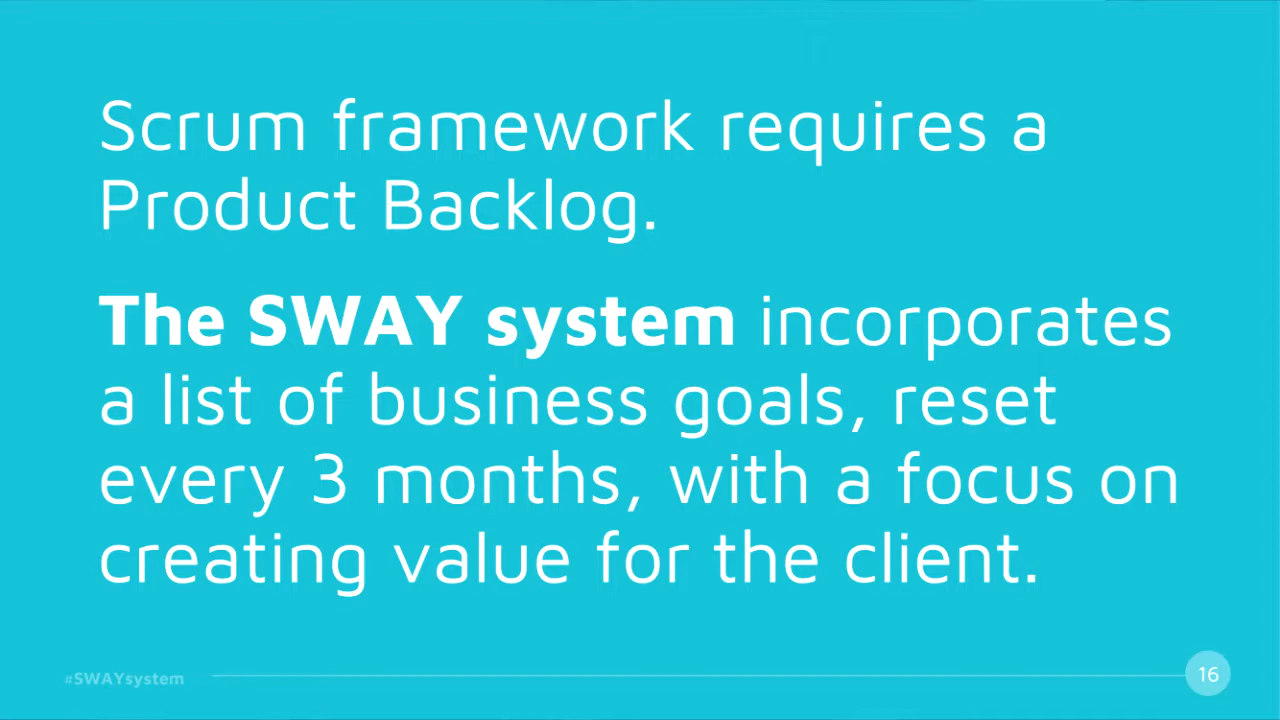 Scrum framework requires a
Product Backlog.
The SWAY system incorporates
a list of business goals, reset
every 3 months, with a focus on
creating value for the client.
#SWAYsystem
16